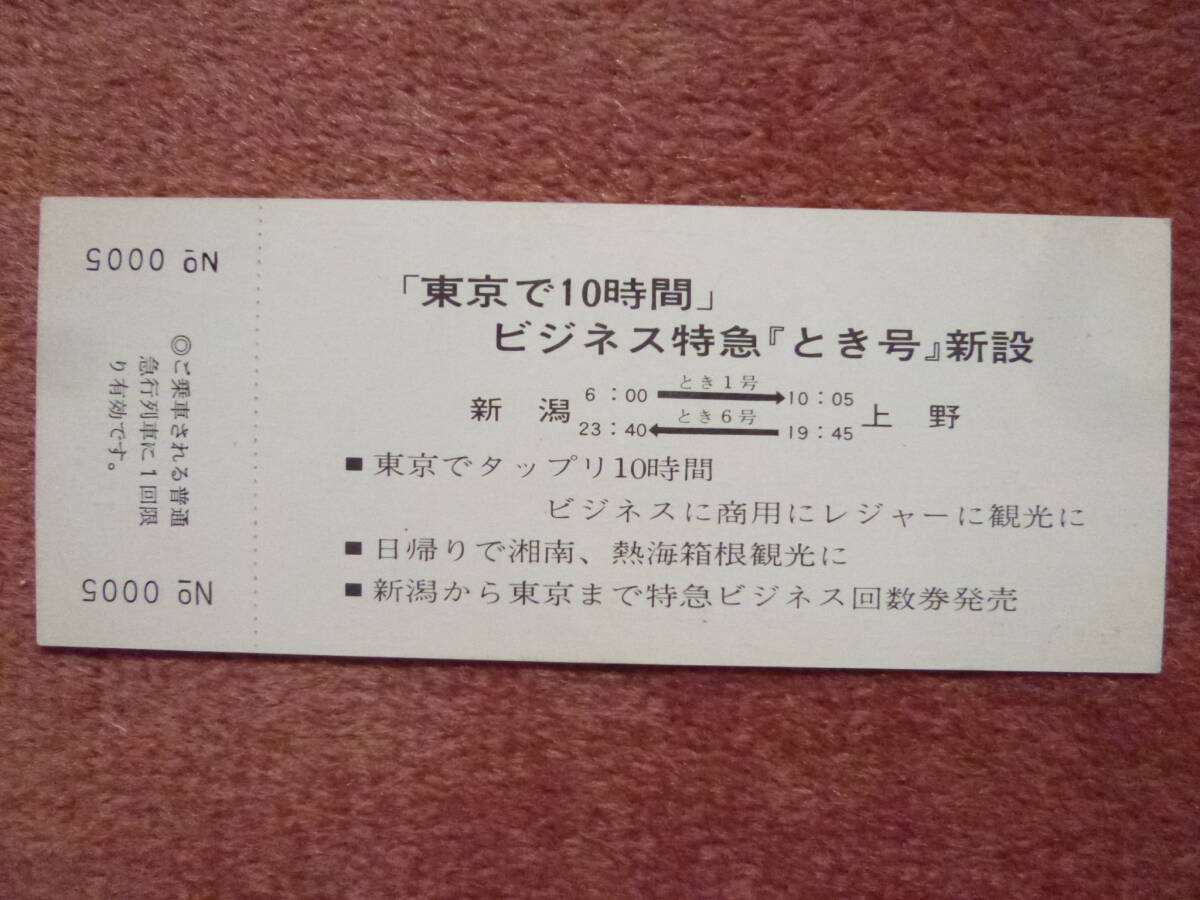 「東京で10時間」
ビジネス特急『とき号』新設
とき1号
新潟 6:00 10:05 上野
とき6号
23:40 19:45
■東京でタップリ10時間
ビジネスに商用にレジャーに観光に
■日帰りで湘南、熱海箱根観光に
■新潟から東京まで特急ビジネス回数券発売
№ 0005
◎ご乗車される普通
急行列車に1回限
り有効です。
№ 0005